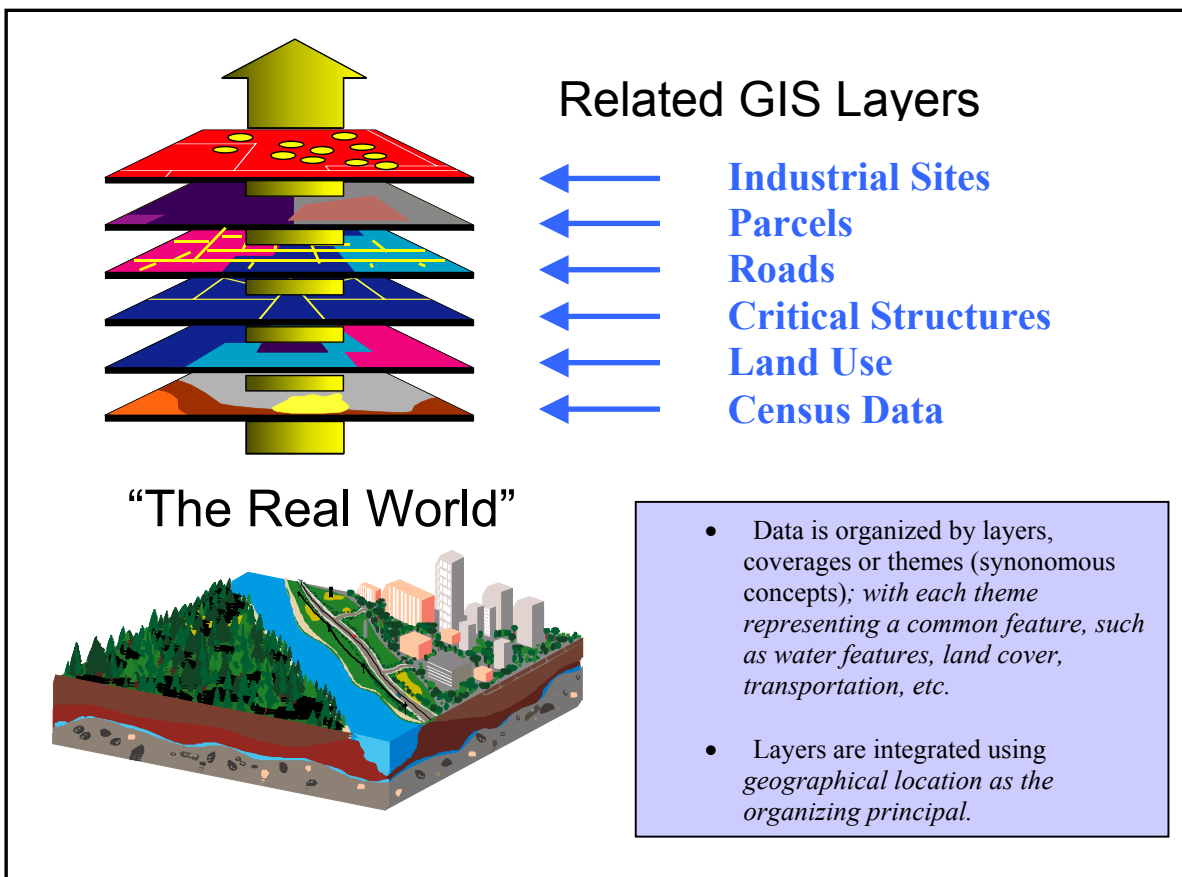 Related GIS Layers
Industrial Sites
Parcels
Roads
Critical Structures
Land Use
Census Data
“The Real World”
• Data is organized by layers,
coverages or themes (synonomous
concepts); with each theme
representing a common feature, such
as water features, land cover,
transportation, etc.
• Layers are integrated using
geographical location as the
organizing principal.